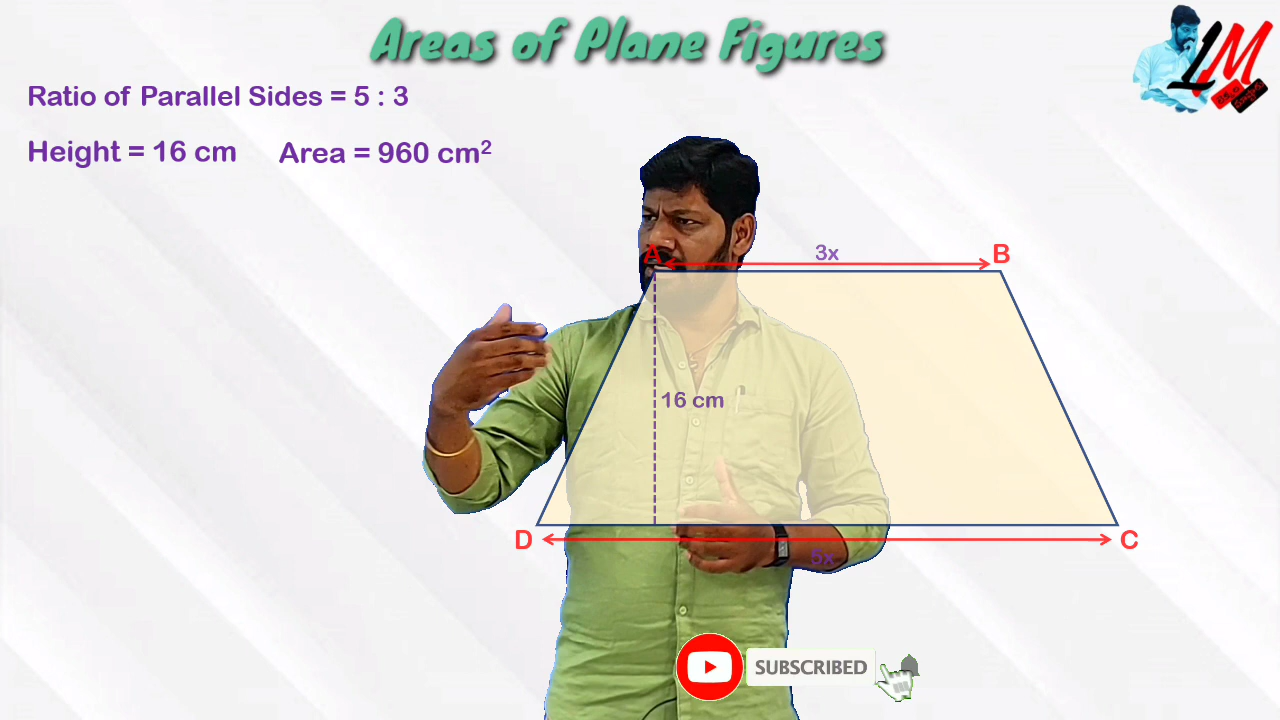 Areas of Plane Figures
LM
Ratio of Parallel Sides = 5 : 3
Height = 16 cm Area = 960 cm²
A 3x B
16 cm
D C
5x
SUBSCRIBED